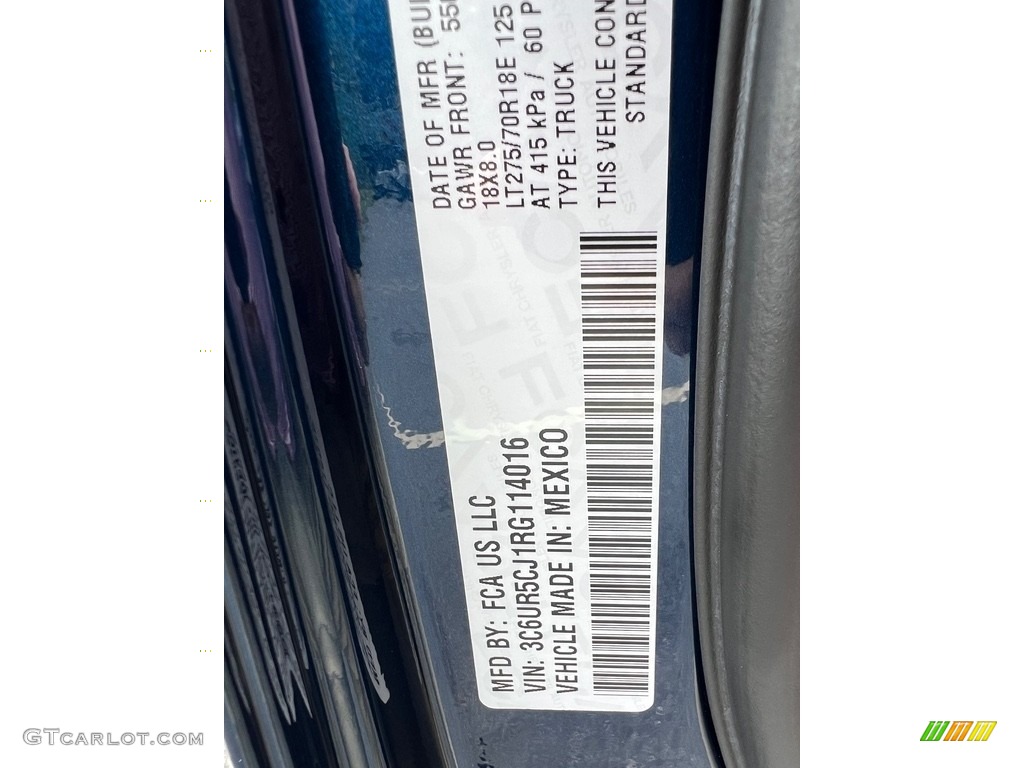 DATE OF MFR
GAWR FRONT:
18X8.0
LT275/70R18E 125
AT 415 kPa / 60 P
TYPE: TRUCK
THIS VEHICLE CON
STANDARD
MFD BY: FCA US LLC
VIN: 3C6UR5CJ1RG114016
VEHICLE MADE IN: MEXICO
GTCARLOT.COM